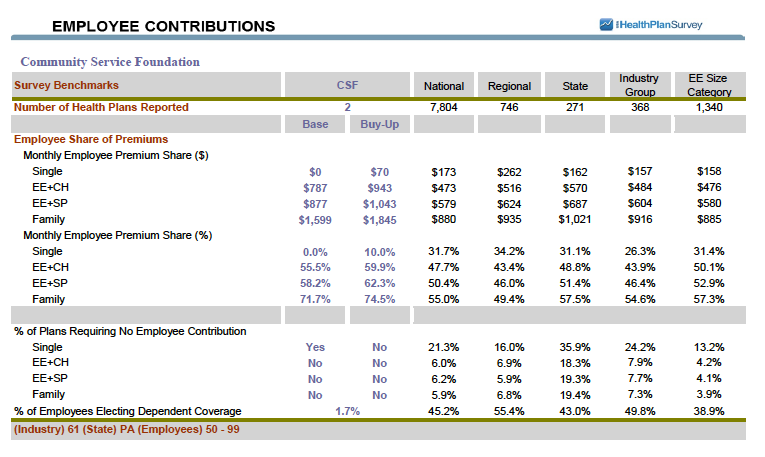 EMPLOYEE CONTRIBUTIONS
THE HealthPlanSurvey
Community Service Foundation
Survey Benchmarks CSF National Regional State Industry Group EE Size Category
Number of Health Plans Reported 2 7,804 746 271 368 1,340
Base Buy-Up
Employee Share of Premiums
Monthly Employee Premium Share ($)
Single $0 $70 $173 $262 $162 $157 $158
EE+CH $787 $943 $473 $516 $570 $484 $476
EE+SP $877 $1,043 $579 $624 $687 $604 $580
Family $1,599 $1,845 $880 $935 $1,021 $916 $885
Monthly Employee Premium Share (%)
Single 0.0% 10.0% 31.7% 34.2% 31.1% 26.3% 31.4%
EE+CH 55.5% 59.9% 47.7% 43.4% 48.8% 43.9% 50.1%
EE+SP 58.2% 62.3% 50.4% 46.0% 51.4% 46.4% 52.9%
Family 71.7% 74.5% 55.0% 49.4% 57.5% 54.6% 57.3%
% of Plans Requiring No Employee Contribution
Single Yes No 21.3% 16.0% 35.9% 24.2% 13.2%
EE+CH No No 6.0% 6.9% 18.3% 7.9% 4.2%
EE+SP No No 6.2% 5.9% 19.3% 7.7% 4.1%
Family No No 5.9% 6.8% 19.4% 7.3% 3.9%
% of Employees Electing Dependent Coverage 1.7% 45.2% 55.4% 43.0% 49.8% 38.9%
(Industry) 61 (State) PA (Employees) 50 - 99